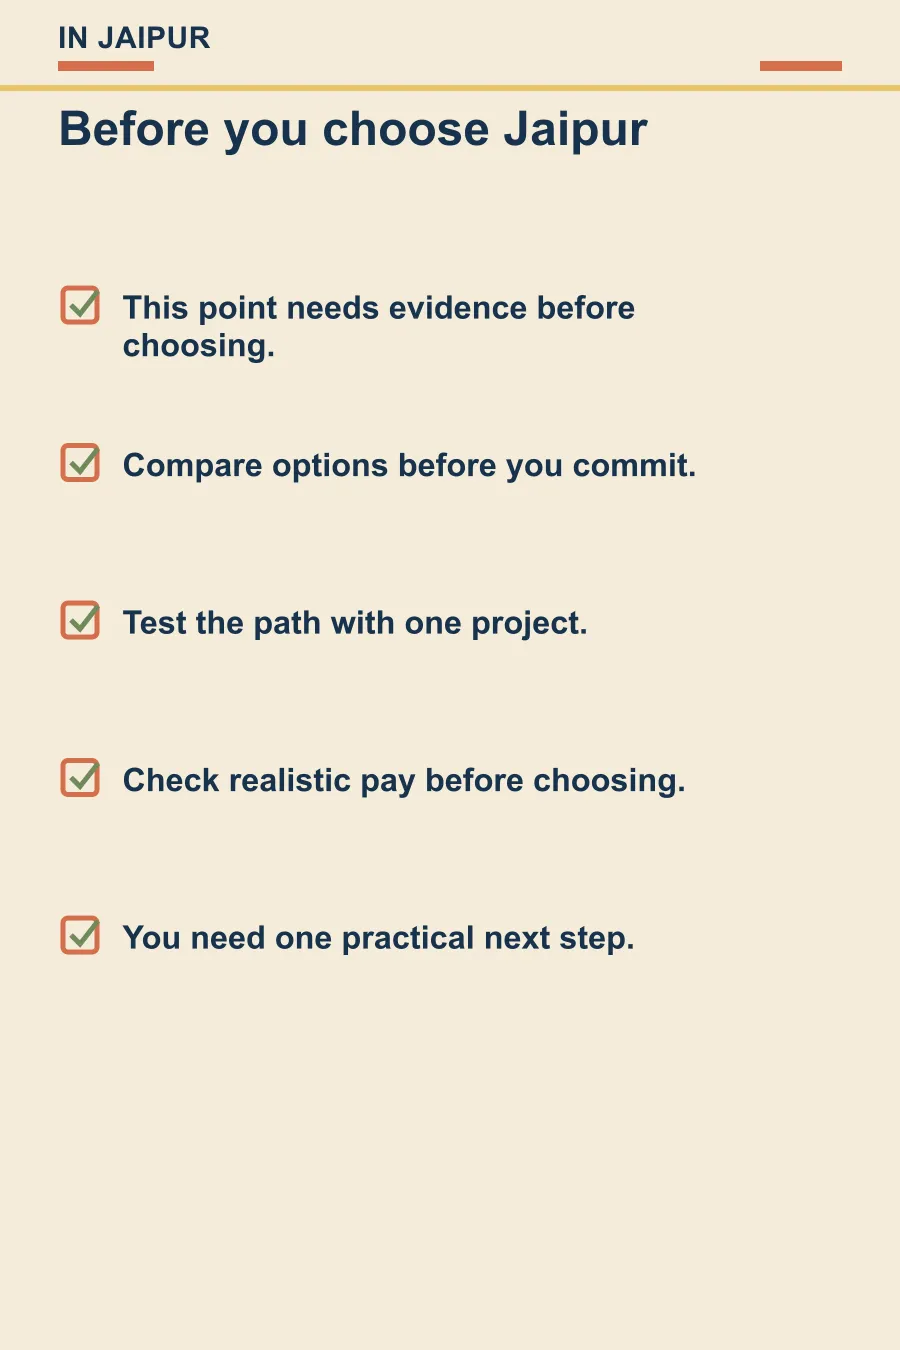 IN JAIPUR
Before you choose Jaipur
This point needs evidence before
choosing.
Compare options before you commit.
Test the path with one project.
Check realistic pay before choosing.
You need one practical next step.